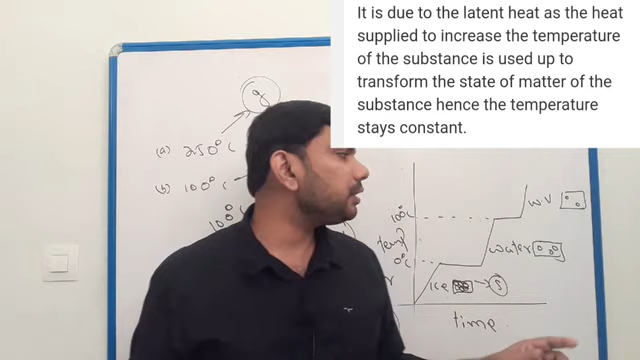 It is due to the latent heat as the heat
supplied to increase the temperature
of the substance is used up to
transform the state of matter of the
substance hence the temperature
stays constant.
g
(a) 250°C
(b) 100°C
100°C
temp
0°C
W.V
water
Ice
S
time